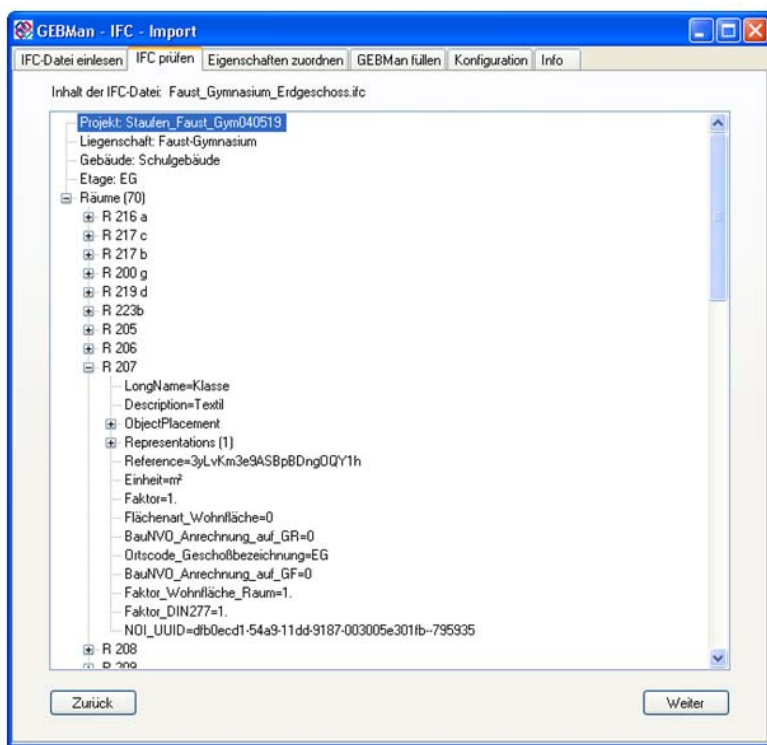 GEBMan - IFC - Import
IFC-Datei einlesen IFC prüfen Eigenschaften zuordnen GEBMan füllen Konfiguration Info
Inhalt der IFC-Datei: Faust_Gymnasium_Erdgeschoss.ifc
Projekt: Staufen_Faust_Gym040519
Liegenschaft: Faust-Gymnasium
Gebäude: Schulgebäude
Etage: EG
Räume (70)
R 216 a
R 217 c
R 217 b
R 200 g
R 219 d
R 223b
R 205
R 206
R 207
LongName=Klasse
Description=Textil
ObjectPlacement
Representations (1)
Reference=3yLvKm3e9ASBpBDngOQY1h
Einheit=m²
Faktor=1.
Flächenart_Wohnfläche=0
BauNVO_Anrechnung_auf_GR=0
Ortscode_Geschoßbezeichnung=EG
BauNVO_Anrechnung_auf_GF=0
Faktor_Wohnfläche_Raum=1.
Faktor_DIN277=1.
NOI_UUID=dfb0ecd1-54a9-11dd-9187-003005e301fb--795935
R 208
R 209
Zurück Weiter